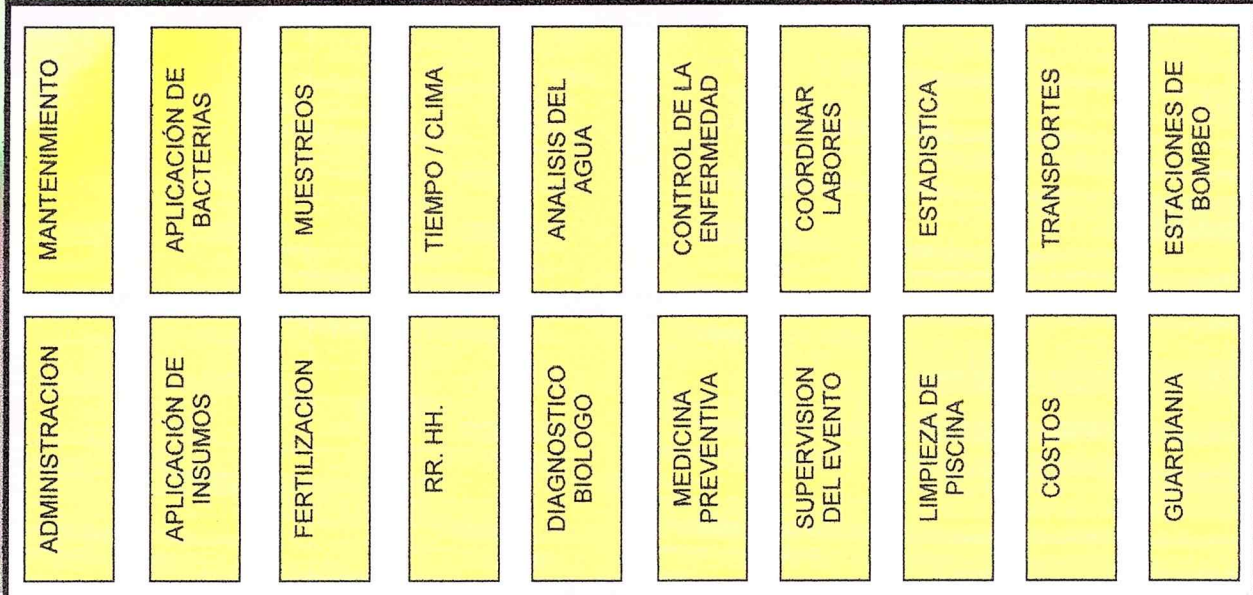 ADMINISTRACION
MANTENIMIENTO
APLICACIÓN DE
INSUMOS
APLICACIÓN DE
BACTERIAS
FERTILIZACION
MUESTREOS
RR. HH.
TIEMPO / CLIMA
DIAGNOSTICO
BIOLOGO
ANALISIS DEL
AGUA
MEDICINA
PREVENTIVA
CONTROL DE LA
ENFERMEDAD
SUPERVISION
DEL EVENTO
COORDINAR
LABORES
LIMPIEZA DE
PISCINA
ESTADISTICA
COSTOS
TRANSPORTES
GUARDIANIA
ESTACIONES DE
BOMBEO